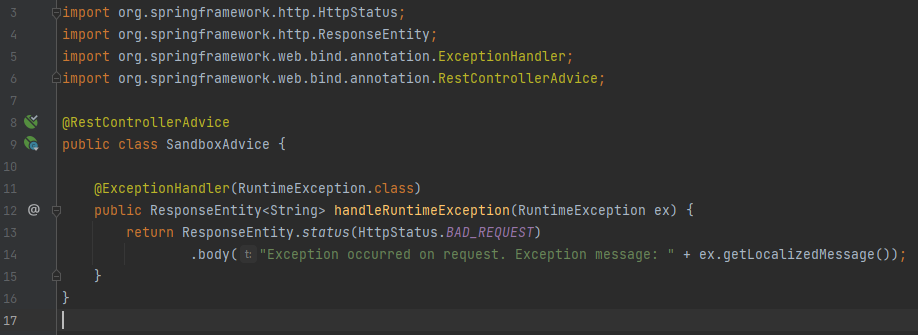 3 import org.springframework.http.HttpStatus;
4 import org.springframework.http.ResponseEntity;
5 import org.springframework.web.bind.annotation.ExceptionHandler;
6 import org.springframework.web.bind.annotation.RestControllerAdvice;
7
8 @RestControllerAdvice
9 public class SandboxAdvice {
10
11 @ExceptionHandler(RuntimeException.class)
12 @ public ResponseEntity<String> handleRuntimeException(RuntimeException ex) {
13 return ResponseEntity.status(HttpStatus.BAD_REQUEST)
14 .body( t: "Exception occurred on request. Exception message: " + ex.getLocalizedMessage());
15 }
16 }
17